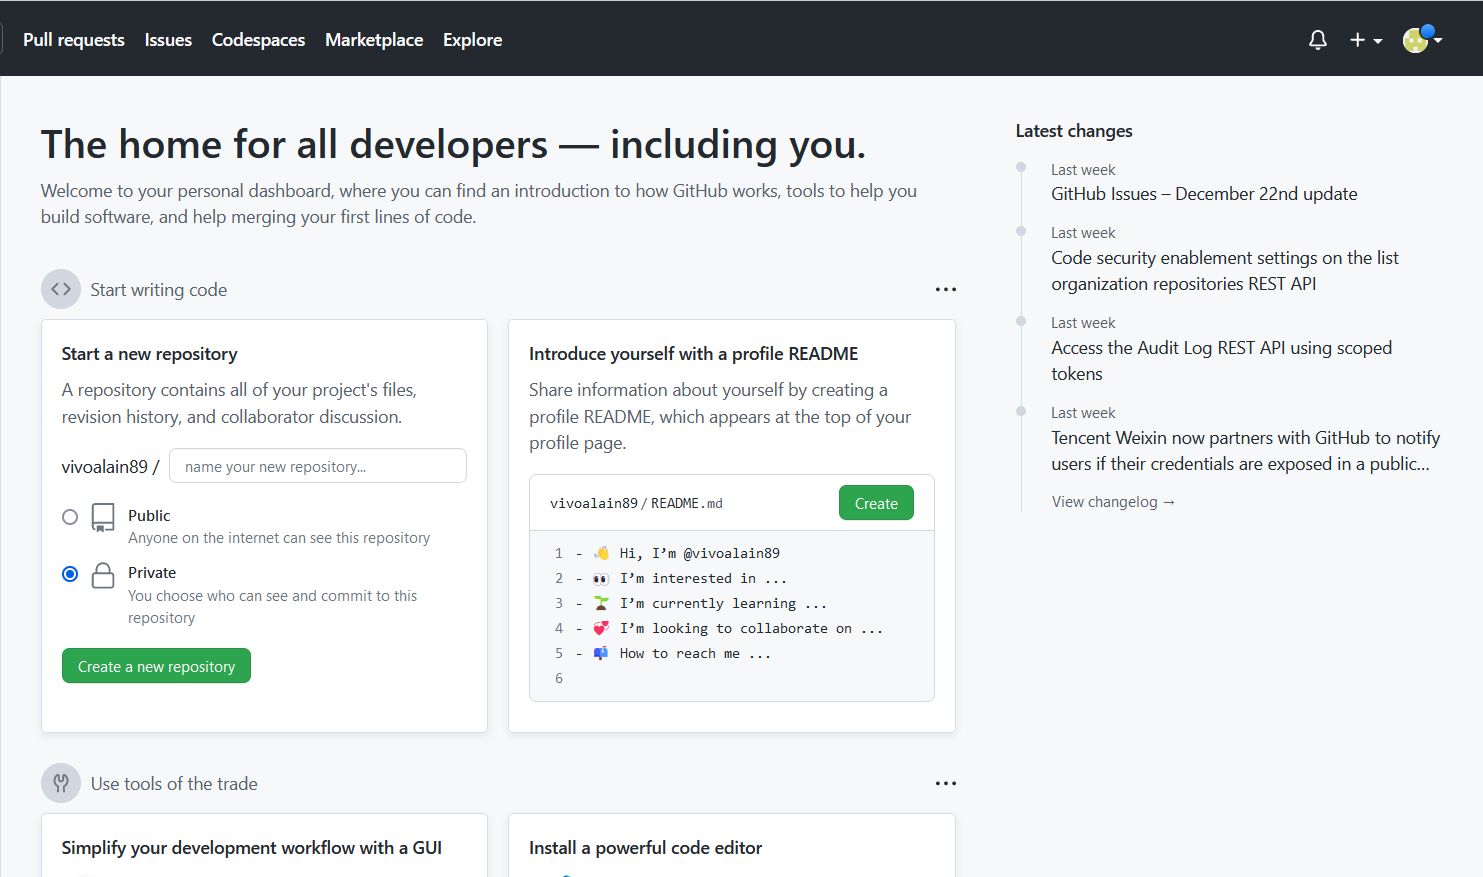 Pull requests Issues Codespaces Marketplace Explore
The home for all developers — including you.
Welcome to your personal dashboard, where you can find an introduction to how GitHub works, tools to help you
build software, and help merging your first lines of code.
Start writing code
Start a new repository
A repository contains all of your project's files,
revision history, and collaborator discussion.
vivoalain89 / name your new repository...
Public
Anyone on the internet can see this repository
Private
You choose who can see and commit to this
repository
Create a new repository
Introduce yourself with a profile README
Share information about yourself by creating a
profile README, which appears at the top of your
profile page.
vivoalain89 / README.md Create
1 - 👋 Hi, I’m @vivoalain89
2 - 👀 I’m interested in ...
3 - 🌱 I’m currently learning ...
4 - 💞️ I’m looking to collaborate on ...
5 - 📫 How to reach me ...
6
Use tools of the trade
Simplify your development workflow with a GUI
Install a powerful code editor
Latest changes
Last week
GitHub Issues – December 22nd update
Last week
Code security enablement settings on the list
organization repositories REST API
Last week
Access the Audit Log REST API using scoped
tokens
Last week
Tencent Weixin now partners with GitHub to notify
users if their credentials are exposed in a public...
View changelog →